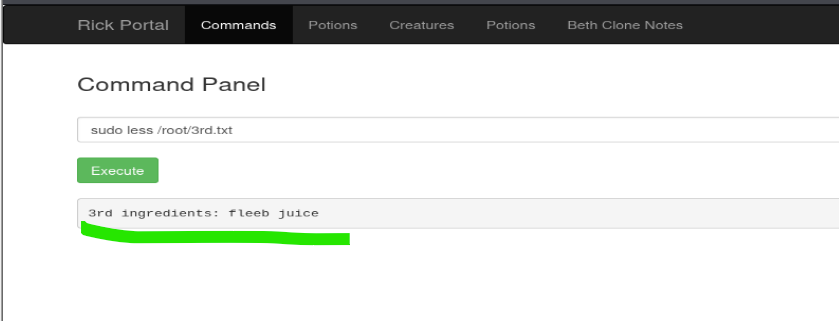 Rick Portal Commands Potions Creatures Potions Beth Clone Notes
Command Panel
sudo less /root/3rd.txt
Execute
3rd ingredients: fleeb juice